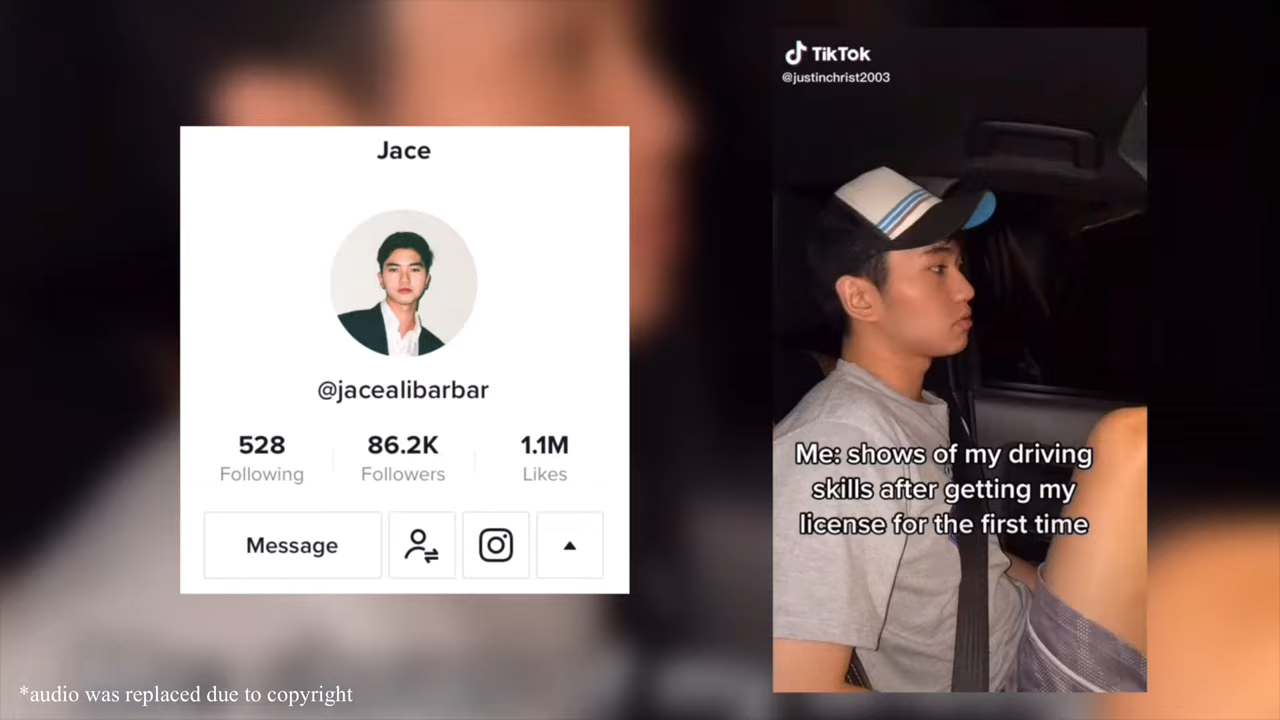 Jace
@jacealibarbar
528
86.2K
1.1M
Following
Followers
Likes
Message
TikTok
@justinchrist2003
Me: shows of my driving
skills after getting my
license for the first time
*audio was replaced due to copyright